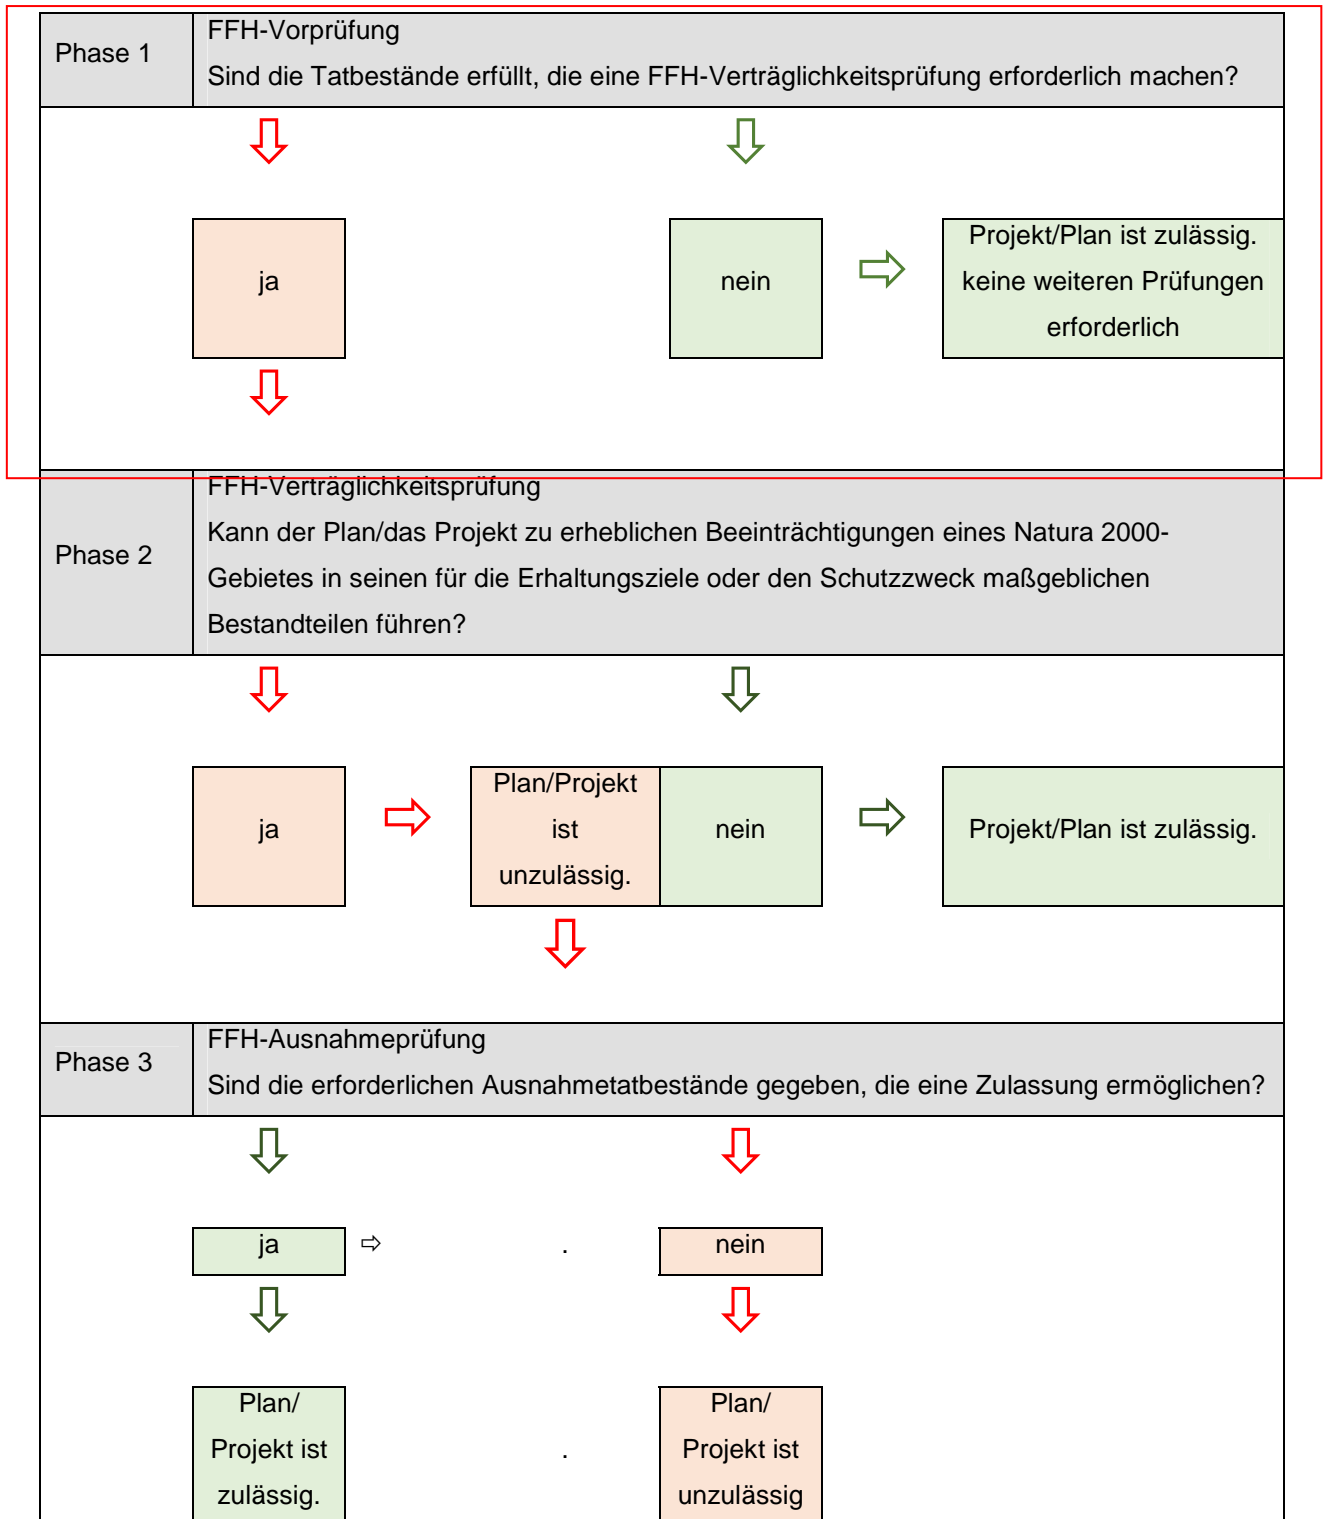 Phase 1
FFH-Vorprüfung
Sind die Tatbestände erfüllt, die eine FFH-Verträglichkeitsprüfung erforderlich machen?
ja
nein
Projekt/Plan ist zulässig.
keine weiteren Prüfungen
erforderlich
Phase 2
FFH-Verträglichkeitsprüfung
Kann der Plan/das Projekt zu erheblichen Beeinträchtigungen eines Natura 2000-
Gebietes in seinen für die Erhaltungsziele oder den Schutzzweck maßgeblichen
Bestandteilen führen?
ja
Plan/Projekt
ist
unzulässig.
nein
Projekt/Plan ist zulässig.
Phase 3
FFH-Ausnahmeprüfung
Sind die erforderlichen Ausnahmetatbestände gegeben, die eine Zulassung ermöglichen?
ja ⇨
.
nein
Plan/
Projekt ist
zulässig.
.
Plan/
Projekt ist
unzulässig